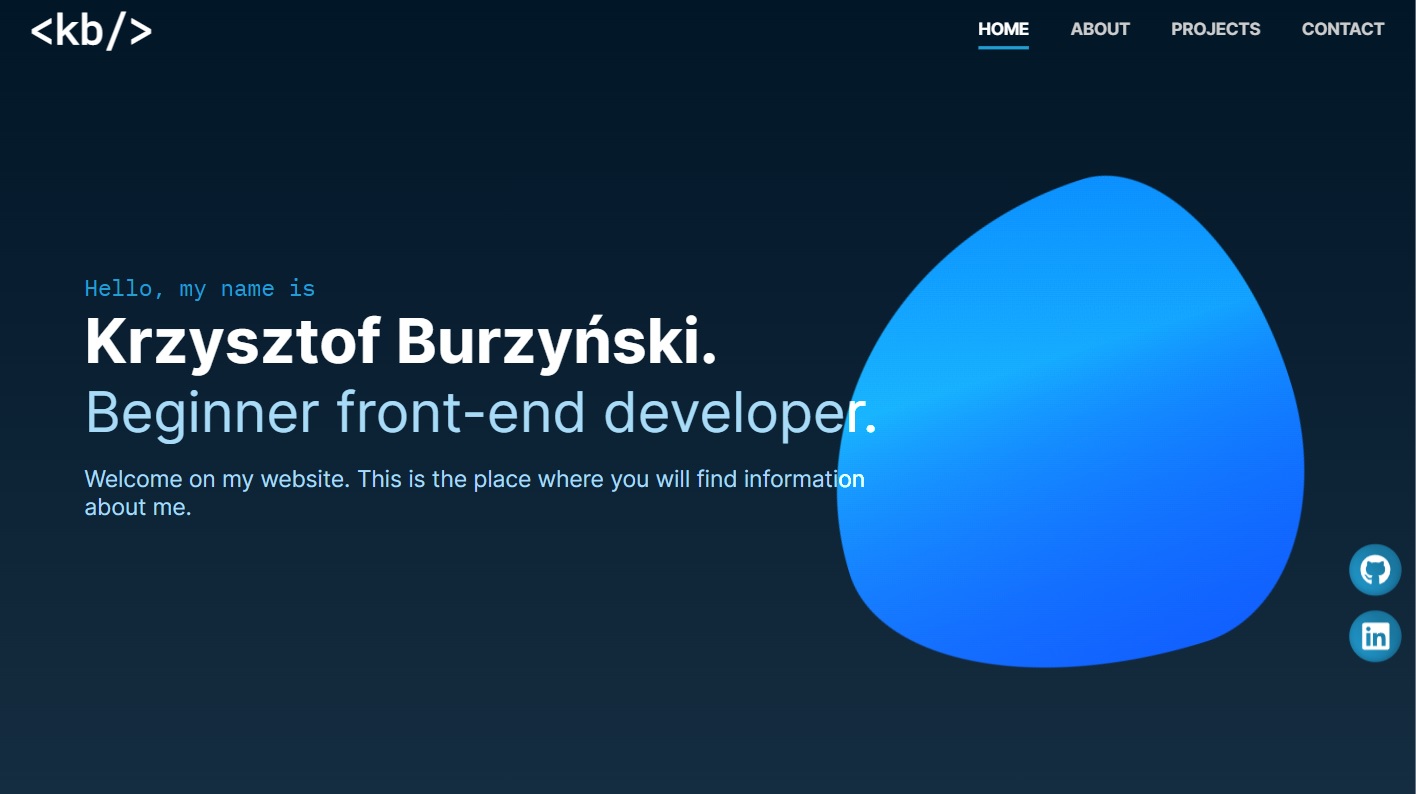 <kb/>
HOME ABOUT PROJECTS CONTACT
Hello, my name is
Krzysztof Burzyński.
Beginner front-end developer.
Welcome on my website. This is the place where you will find information
about me.
in